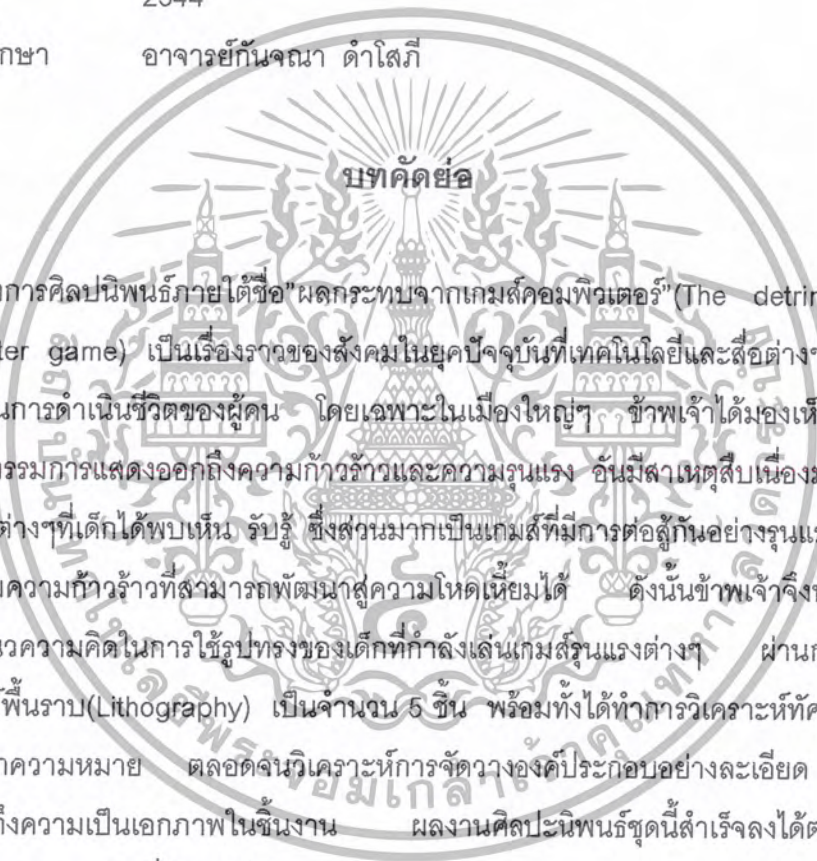 2544
กษา อาจารย์กันจณา ดำโสภี
บทคัดย่อ
งการศิลปนิพนธ์ภายใต้ชื่อ"ผลกระทบจากเกมส์คอมพิวเตอร์"(The detrin
ter game) เป็นเรื่องราวของสังคมในยุคปัจจุบันที่เทคโนโลยีและสื่อต่างๆ
นการดำเนินชีวิตของผู้คน โดยเฉพาะในเมืองใหญ่ๆ ข้าพเจ้าได้มองเห็
รรมการแสดงออกถึงความก้าวร้าวและความรุนแรง อันมีสาเหตุสืบเนื่องม
ต่างๆที่เด็กได้พบเห็น รับรู้ ซึ่งส่วนมากเป็นเกมส์ที่มีการต่อสู้กันอย่างรุนแ
มความก้าวร้าวที่สามารถพัฒนาสู่ความโหดเหี้ยมได้ ดังนั้นข้าพเจ้าจึง
นวความคิดในการใช้รูปทรงของเด็กที่กำลังเล่นเกมส์รุนแรงต่างๆ ผ่าน
์พื้นราบ(Lithography) เป็นจำนวน 5 ชิ้น พร้อมทั้งได้ทำการวิเคราะห์ทัศ
าความหมาย ตลอดจนวิเคราะห์การจัดวางองค์ประกอบอย่างละเอียด
ถึงความเป็นเอกภาพในชิ้นงาน ผลงานศิลปะนิพนธ์ชุดนี้สำเร็จลงได้ต